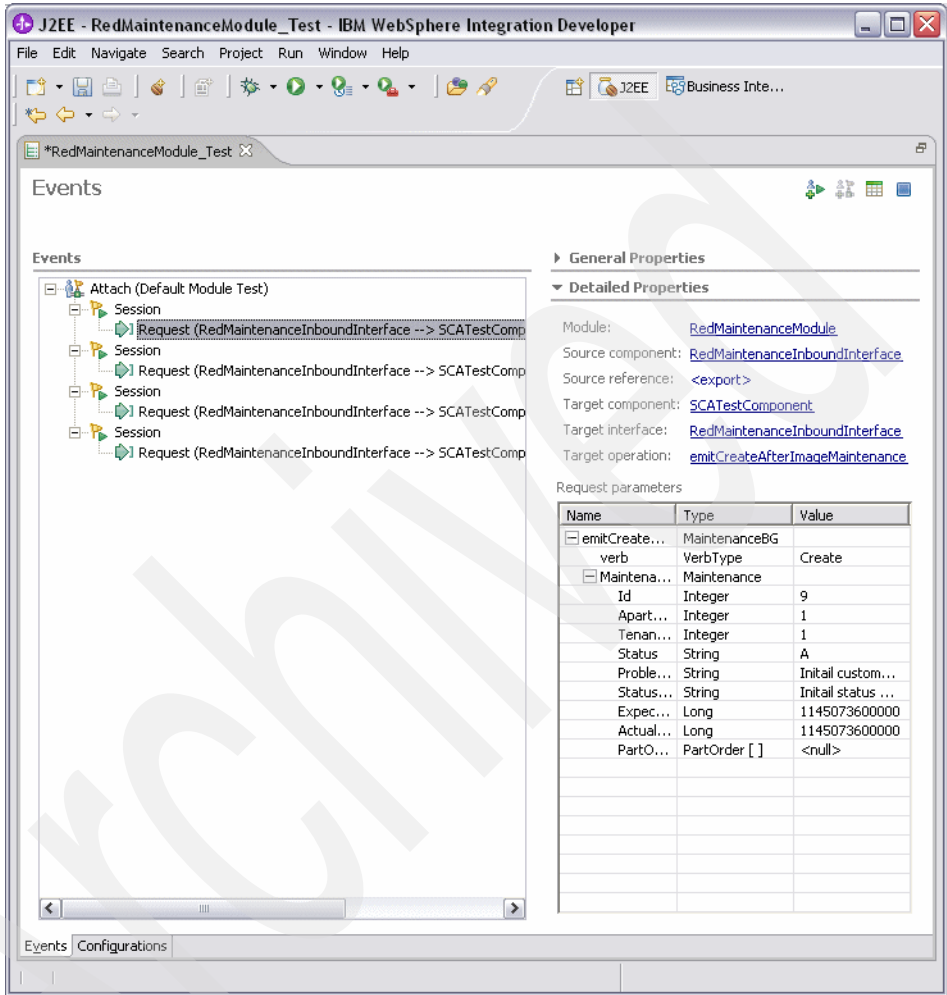 J2EE - RedMaintenanceModule_Test - IBM WebSphere Integration Developer
File Edit Navigate Search Project Run Window Help
J2EE Business Inte...
*RedMaintenanceModule_Test
Events
Events
Attach (Default Module Test)
Session
Request (RedMaintenanceInboundInterface --> SCATestComp
Session
Request (RedMaintenanceInboundInterface --> SCATestComp
Session
Request (RedMaintenanceInboundInterface --> SCATestComp
Session
Request (RedMaintenanceInboundInterface --> SCATestComp
General Properties
Detailed Properties
Module: RedMaintenanceModule
Source component: RedMaintenanceInboundInterface
Source reference: <export>
Target component: SCATestComponent
Target interface: RedMaintenanceInboundInterface
Target operation: emitCreateAfterImageMaintenance
Request parameters
Name Type Value
emitCreate... MaintenanceBG
verb VerbType Create
Maintena... Maintenance
Id Integer 9
Apart... Integer 1
Tenan... Integer 1
Status String A
Proble... String Initail custom...
Status... String Initail status ...
Expec... Long 1145073600000
Actual... Long 1145073600000
PartO... PartOrder [ ] <null>
Events Configurations
Archived